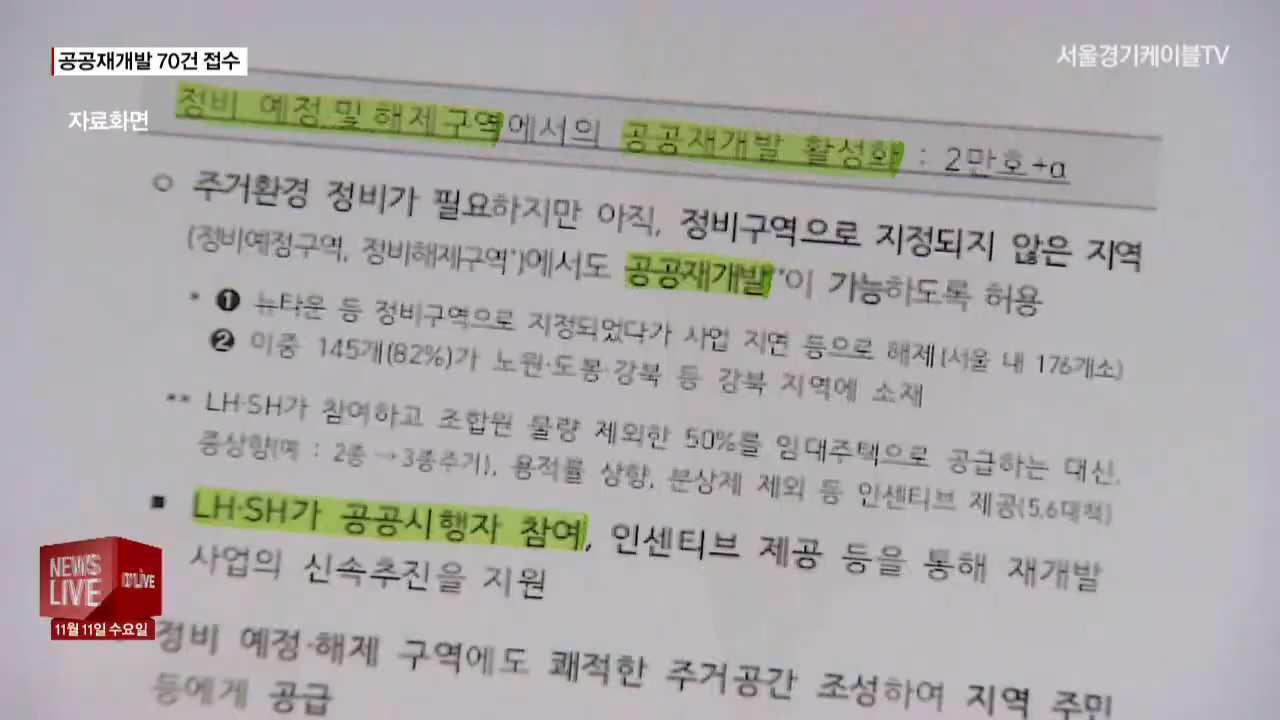 공공재개발 70건 접수
서울경기케이블TV
자료화면
정비 예정 및 해제구역에서의 공공재개발 활성화 : 2만호+α
○ 주거환경 정비가 필요하지만 아직, 정비구역으로 지정되지 않은 지역
(정비예정구역, 정비해제구역*)에서도 공공재개발**이 가능하도록 허용
* ❶ 뉴타운 등 정비구역으로 지정되었다가 사업 지연 등으로 해제(서울 내 176개소)
❷ 이중 145개(82%)가 노원·도봉·강북 등 강북 지역에 소재
** LH·SH가 참여하고 조합원 물량 제외한 50%를 임대주택으로 공급하는 대신,
종상향(예 : 2종→3종주거), 용적률 상향, 분상제 제외 등 인센티브 제공(5.6대책)
■ LH·SH가 공공시행자 참여, 인센티브 제공 등을 통해 재개발
사업의 신속추진을 지원
정비 예정·해제 구역에도 쾌적한 주거공간 조성하여 지역 주민
등에게 공급
NEWS
LIVE
D'LIVE
11월 11일 수요일